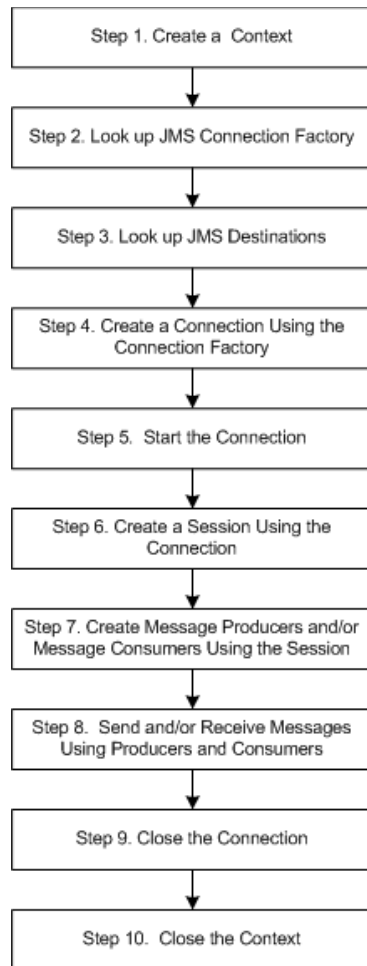 Step 1. Create a  Context
Step 2. Look up JMS Connection Factory
Step 3. Look up JMS Destinations
Step 4. Create a Connection Using the
Connection Factory
Step 5.  Start the Connection
Step 6. Create a Session Using the
Connection
Step 7. Create Message Producers and/or
Message Consumers Using the Session
Step 8.  Send and/or Receive Messages
Using Producers and Consumers
Step 9. Close the Connection
Step 10.  Close the Context